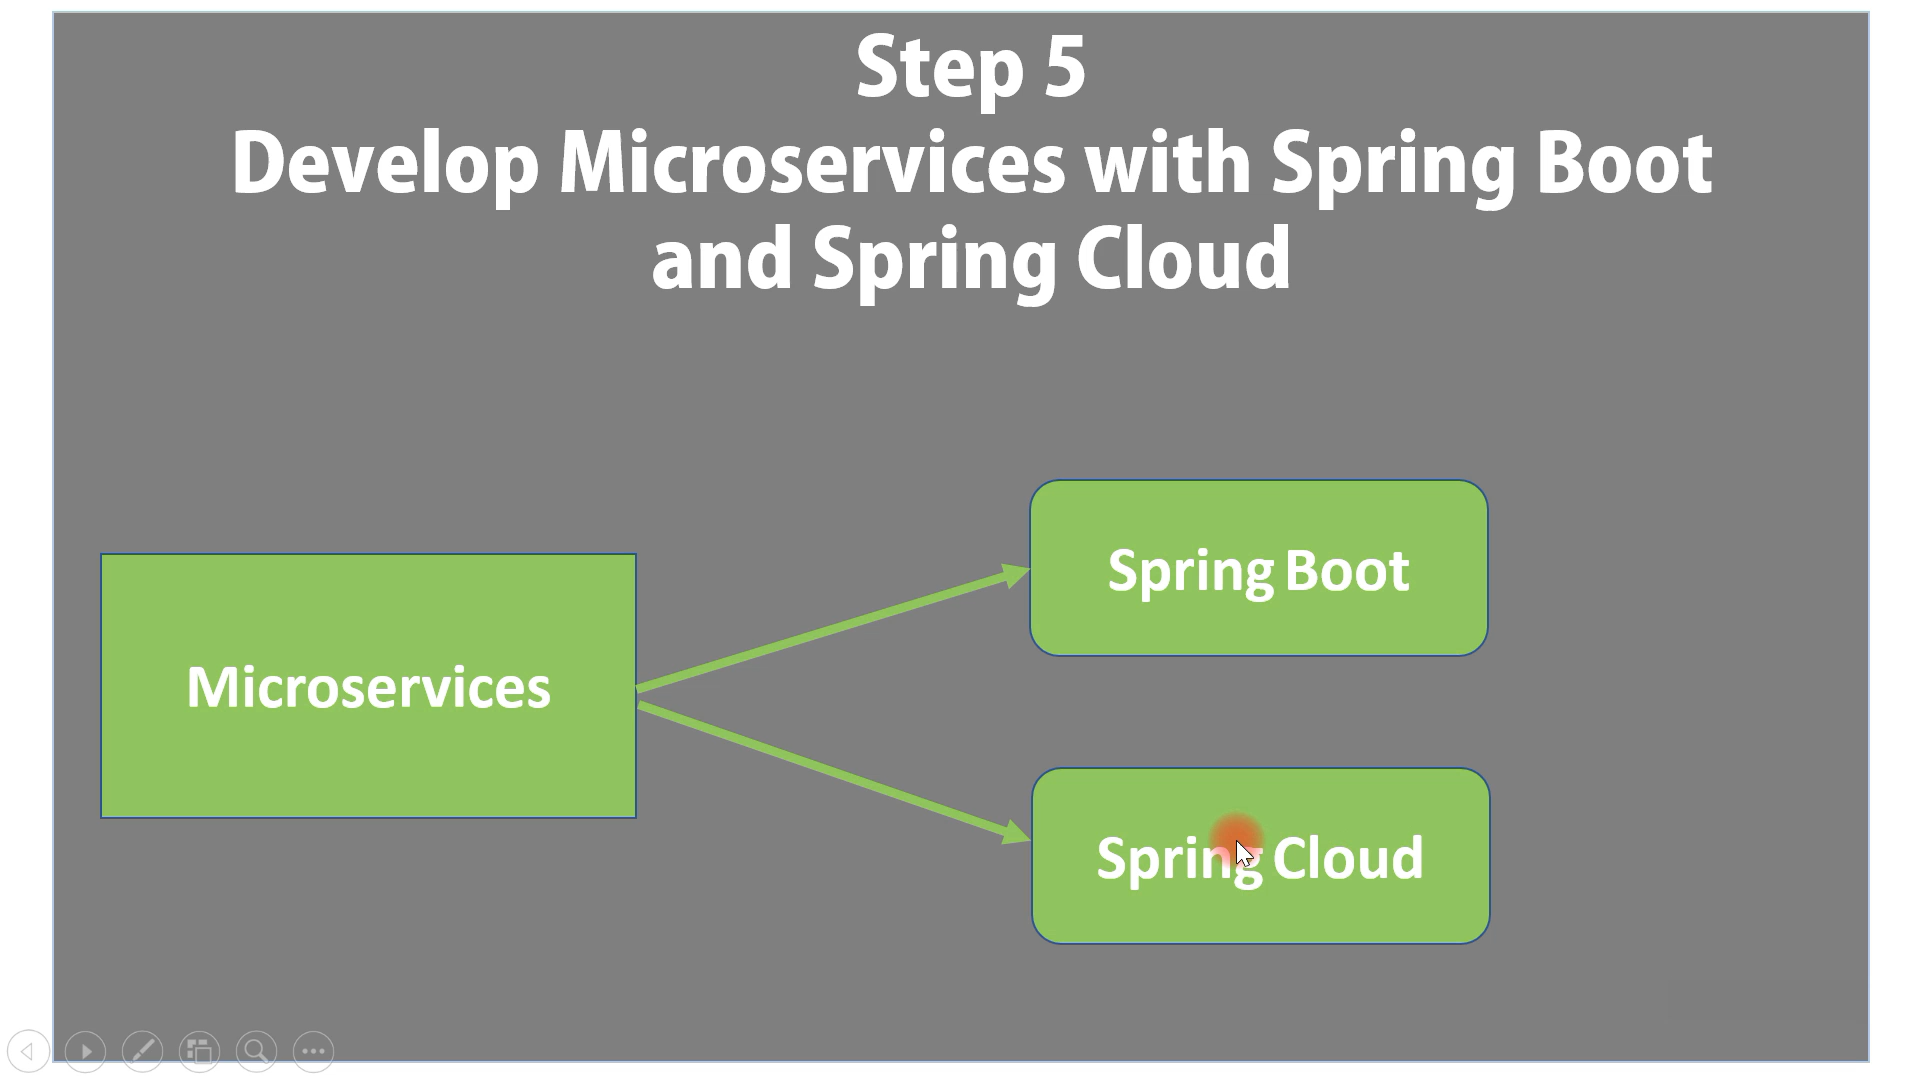 Step 5
Develop Microservices with Spring Boot
and Spring Cloud
Spring Boot
Microservices
Spring Cloud